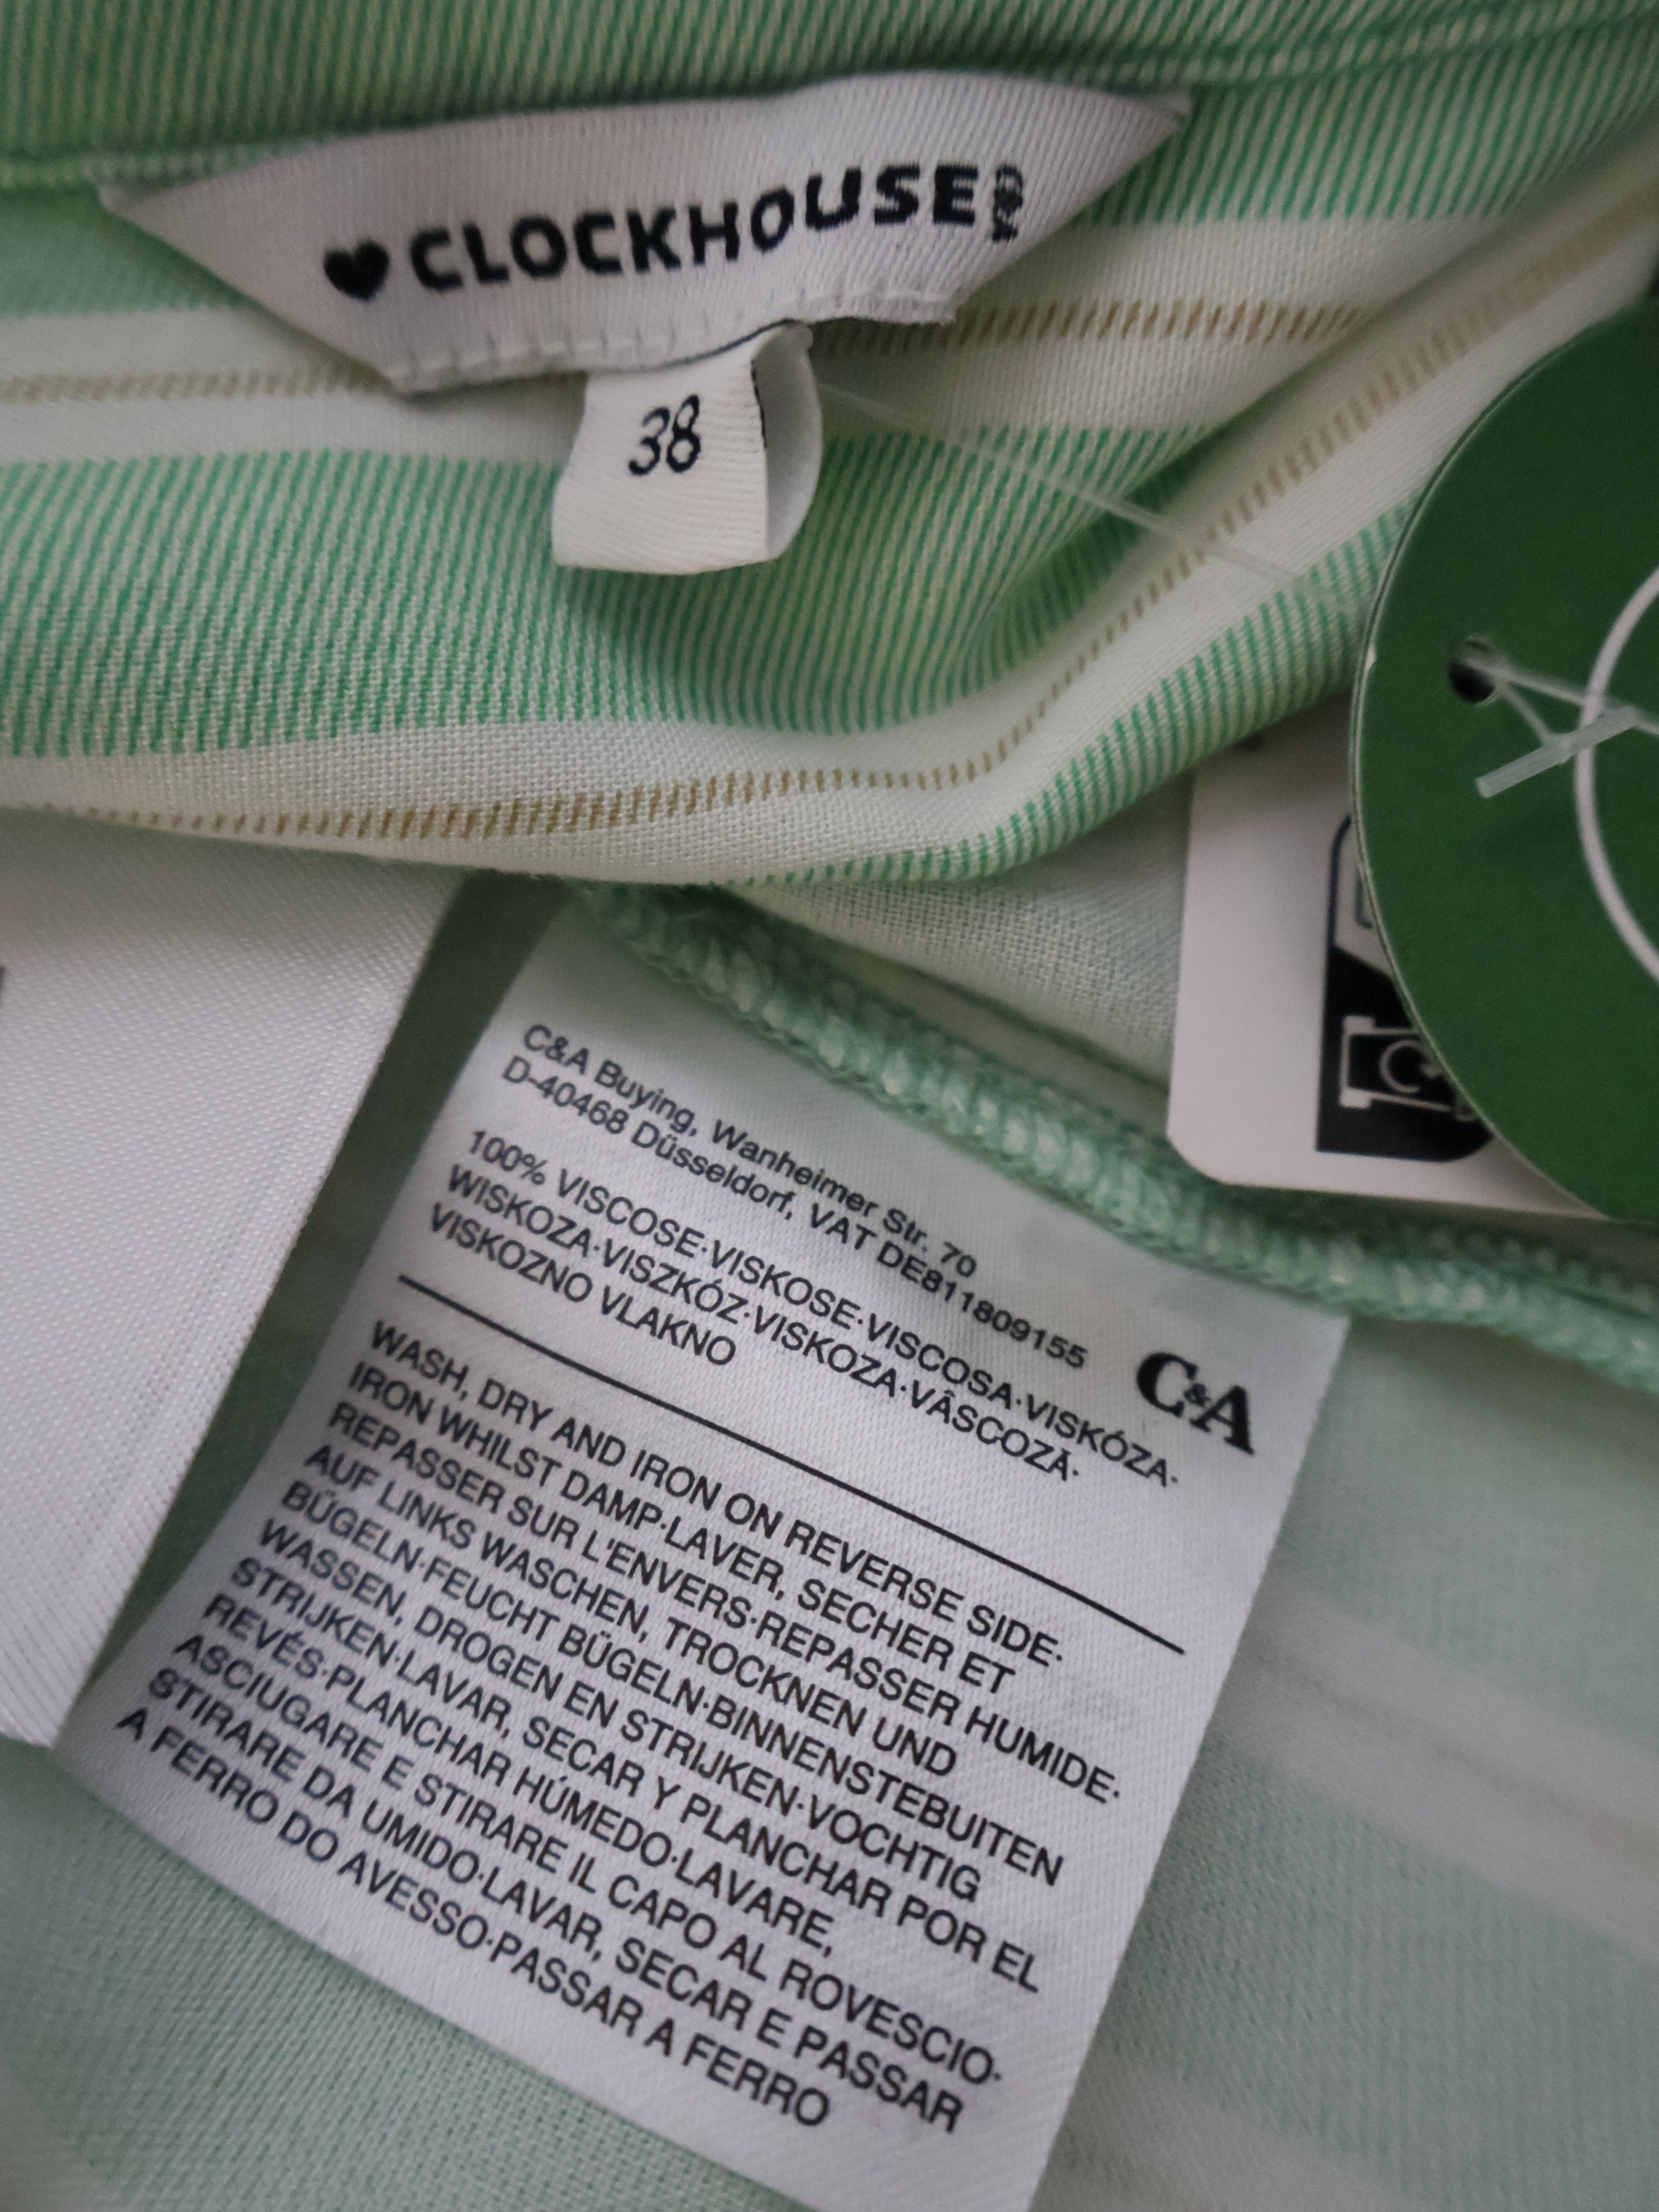 ♥CLOCKHOUSE C&A
38
C&A Buying, Wanheimer Str. 70
D-40468 Düsseldorf, VAT DE811809155
C&A
100% VISCOSE·VISKOSE·VISCOSA·VISKÓZA·
WISKOZA·VISZKÓZ·VISKOZA·VÂSCOZĂ·
VISKOZNO VLAKNO
WASH, DRY AND IRON ON REVERSE SIDE·
IRON WHILST DAMP·LAVER, SECHER ET
REPASSER SUR L'ENVERS·REPASSER HUMIDE·
AUF LINKS WASCHEN, TROCKNEN UND
BÜGELN·FEUCHT BÜGELN·BINNENSTEBUITEN
WASSEN, DROGEN EN STRIJKEN·VOCHTIG
STRIJKEN·LAVAR, SECAR Y PLANCHAR POR EL
REVÉS·PLANCHAR HÚMEDO·LAVARE,
ASCIUGARE E STIRARE IL CAPO AL ROVESCIO·
STIRARE DA UMIDO·LAVAR, SECAR E PASSAR
A FERRO DO AVESSO·PASSAR A FERRO